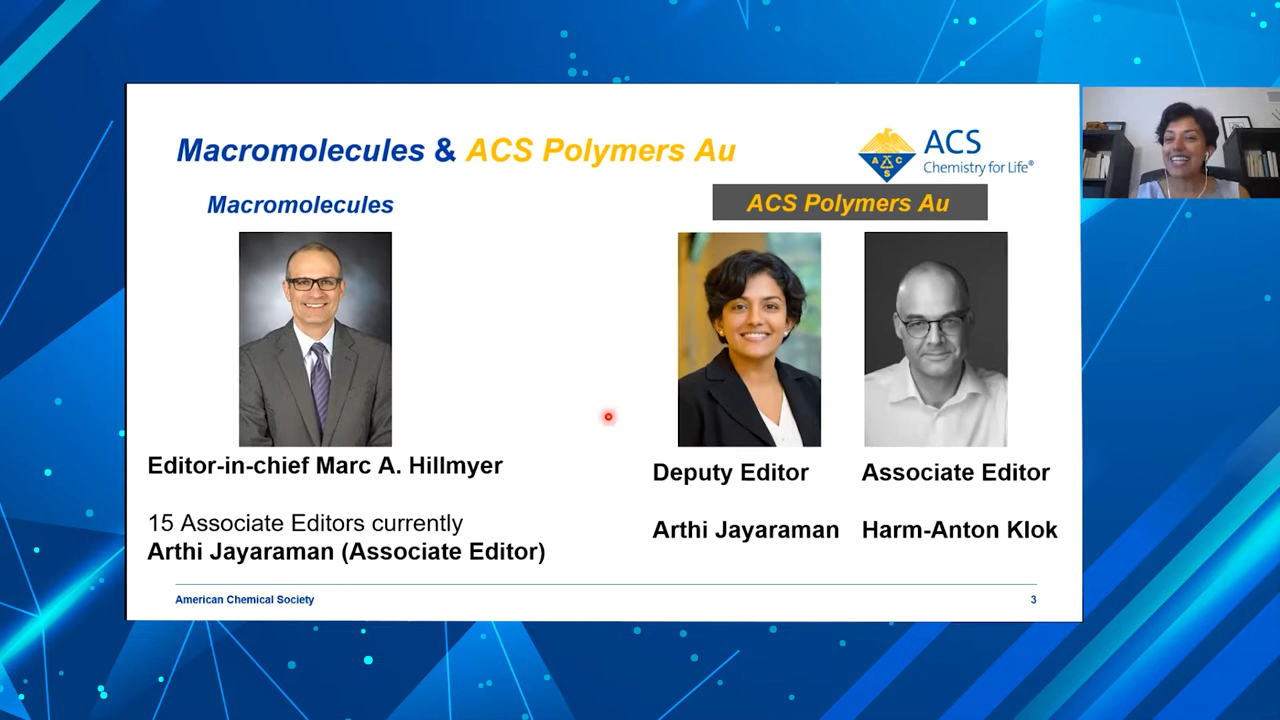 Macromolecules & ACS Polymers Au
ACS
Chemistry for Life®
A C S
Macromolecules
ACS Polymers Au
Editor-in-chief Marc A. Hillmyer
15 Associate Editors currently
Arthi Jayaraman (Associate Editor)
Deputy Editor
Arthi Jayaraman
Associate Editor
Harm-Anton Klok
American Chemical Society
3